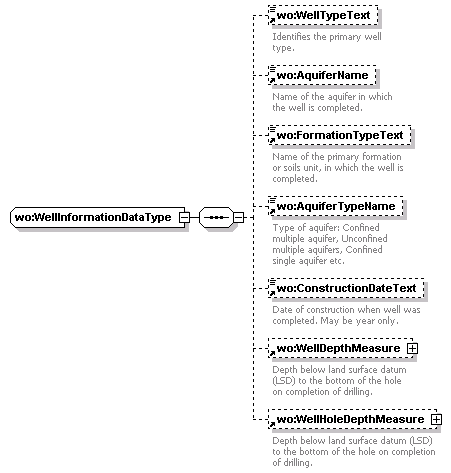 wo:WellTypeText
Identifies the primary well
type.
wo:AquiferName
Name of the aquifer in which
the well is completed.
wo:FormationTypeText
Name of the primary formation
or soils unit, in which the well is
completed.
wo:WellInformationDataType
wo:AquiferTypeName
Type of aquifer: Confined
multiple aquifer, Unconfined
multiple aquifers, Confined
single aquifer etc.
wo:ConstructionDateText
Date of construction when well was
completed. May be year only.
wo:WellDepthMeasure
Depth below land surface datum
(LSD) to the bottom of the hole
on completion of drilling.
wo:WellHoleDepthMeasure
Depth below land surface datum (LSD)
to the bottom of the hole on completion
of drilling.